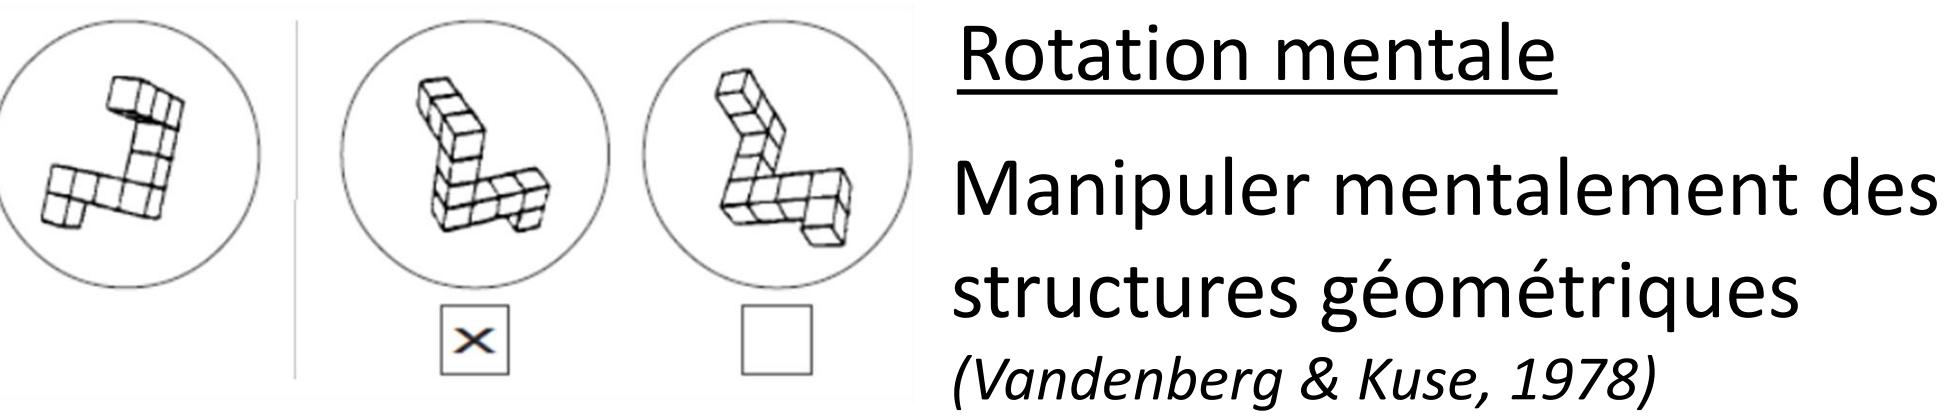 Rotation mentale
Manipuler mentalement des
structures géométriques
(Vandenberg & Kuse, 1978)
X